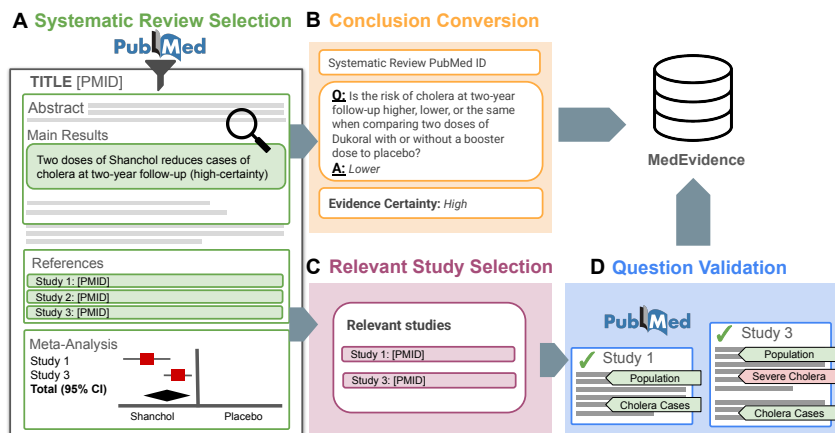 A Systematic Review Selection
PubMed
TITLE [PMID]
Abstract
Main Results
Two doses of Shanchol reduces cases of
cholera at two-year follow-up (high-certainty)
References
Study 1: [PMID]
Study 2: [PMID]
Study 3: [PMID]
Meta-Analysis
Study 1
Study 3
Total (95% CI)
Shanchol
Placebo
B Conclusion Conversion
Systematic Review PubMed ID
Q: Is the risk of cholera at two-year
follow-up higher, lower, or the same
when comparing two doses of
Dukoral with or without a booster
dose to placebo?
A: Lower
Evidence Certainty: High
MedEvidence
C Relevant Study Selection
Relevant studies
Study 1: [PMID]
Study 3: [PMID]
D Question Validation
PubMed
Study 1
Population
Cholera Cases
Study 3
Population
Severe Cholera
Cholera Cases